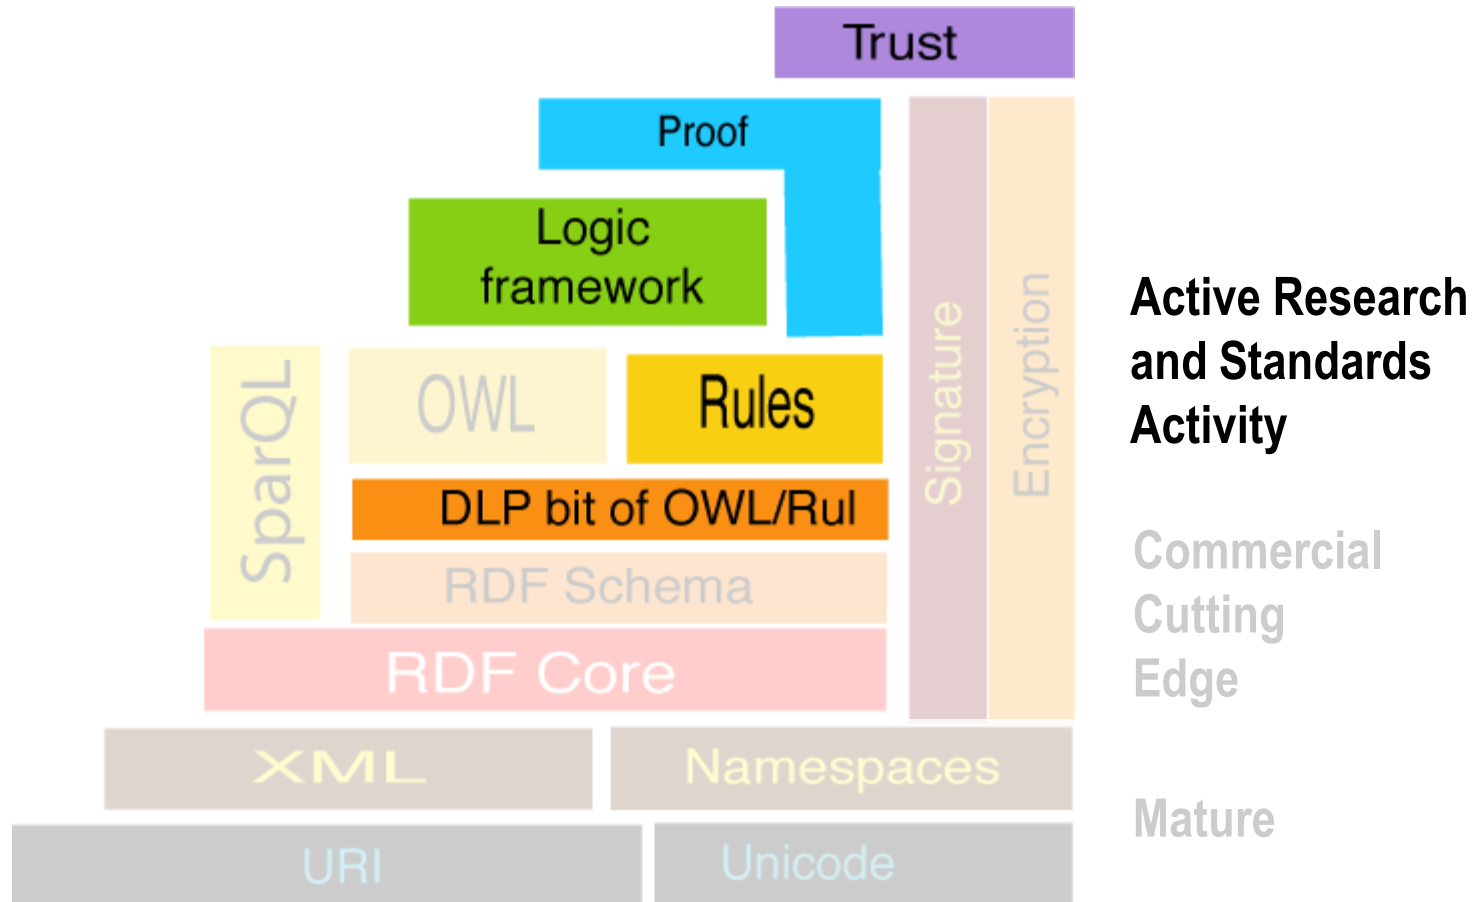 Trust
Proof
Logic
framework
SparQL
OWL
Rules
DLP bit of OWL/Rul
RDF Schema
RDF Core
Signature
Encryption
XML
Namespaces
URI
Unicode
Active Research
and Standards
Activity
Commercial
Cutting
Edge
Mature